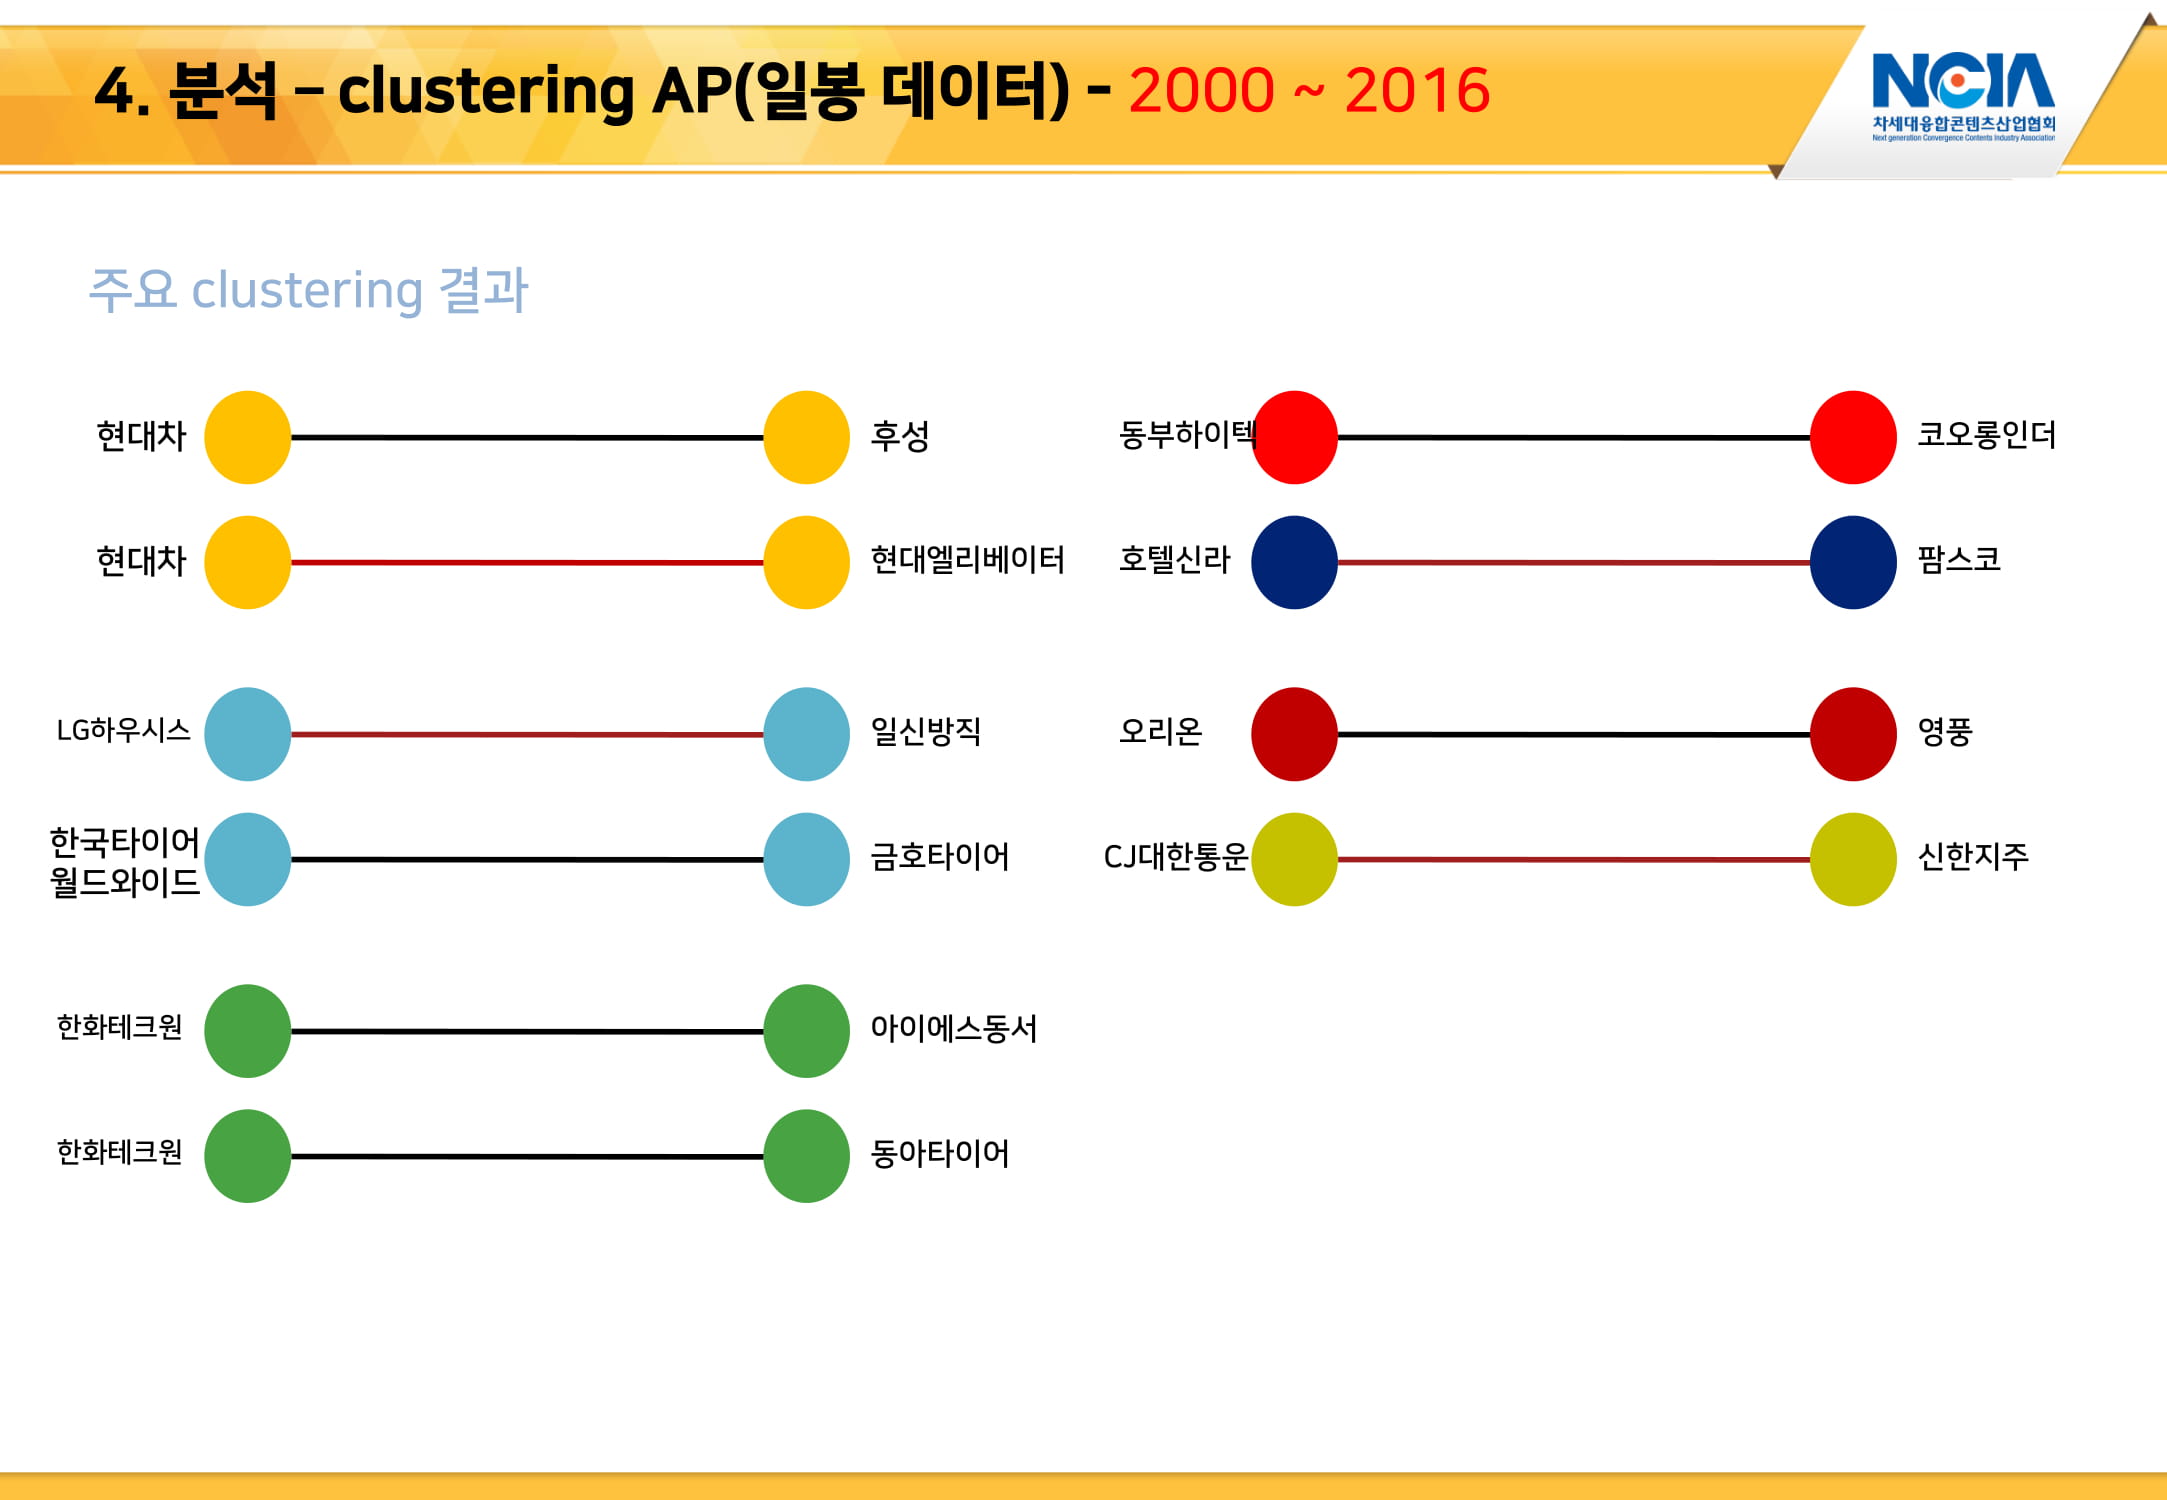 4. 분석 – clustering AP(일봉 데이터) - 2000 ~ 2016
NCIA
차세대융합콘텐츠산업협회
Next generation Convergence Contents Industry Association
주요 clustering 결과
현대차
후성
현대차
현대엘리베이터
LG하우시스
일신방직
한국타이어
월드와이드
금호타이어
한화테크원
아이에스동서
한화테크원
동아타이어
동부하이텍
코오롱인더
호텔신라
팜스코
오리온
영풍
CJ대한통운
신한지주